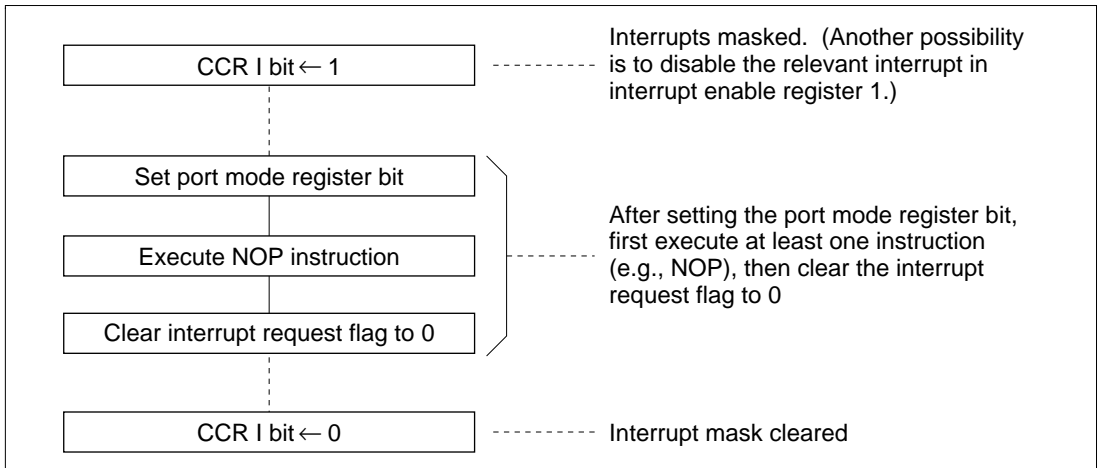 CCR I bit ← 1
Interrupts masked. (Another possibility
is to disable the relevant interrupt in
interrupt enable register 1.)
Set port mode register bit
Execute NOP instruction
Clear interrupt request flag to 0
After setting the port mode register bit,
first execute at least one instruction
(e.g., NOP), then clear the interrupt
request flag to 0
CCR I bit ← 0
Interrupt mask cleared